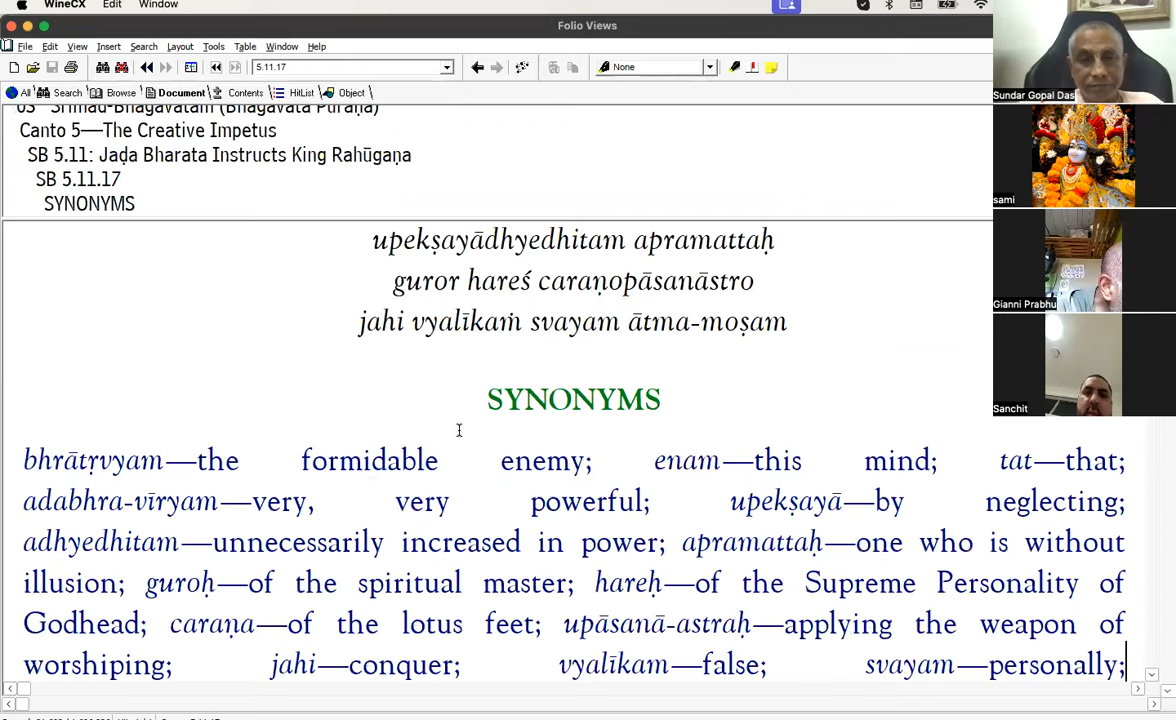 WineCX Edit Window
Folio Views
File Edit View Insert Search Layout Tools Table Window Help
5.11.17 None
All Search Browse Document Contents HitList Object
03 Śrīmad-Bhāgavatam (Bhāgavata Purāṇa)
Canto 5—The Creative Impetus
SB 5.11: Jaḍa Bharata Instructs King Rahūgaṇa
SB 5.11.17
SYNONYMS
upekṣayādhyedhitam apramattaḥ
guror hareś caraṇopāsanāstro
jahi vyalīkaṁ svayam ātma-moṣam
SYNONYMS
bhrātṛvyam—the formidable enemy; enam—this mind; tat—that;
adabhra-vīryam—very, very powerful; upekṣayā—by neglecting;
adhyedhitam—unnecessarily increased in power; apramattaḥ—one who is without
illusion; guroḥ—of the spiritual master; hareḥ—of the Supreme Personality of
Godhead; caraṇa—of the lotus feet; upāsanā-astraḥ—applying the weapon of
worshiping; jahi—conquer; vyalīkam—false; svayam—personally;
Sundar Gopal Das
sami
Gianni Prabhu
Sanchit